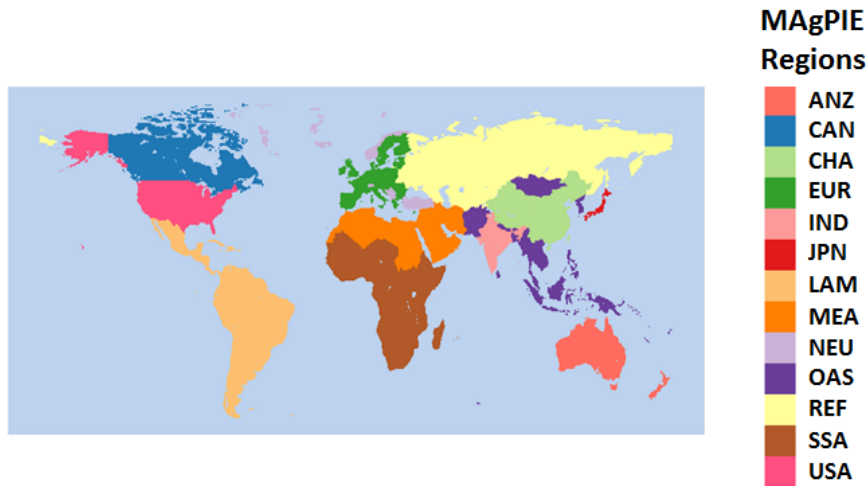 MAgPIE
Regions
ANZ
CAN
CHA
EUR
IND
JPN
LAM
MEA
NEU
OAS
REF
SSA
USA